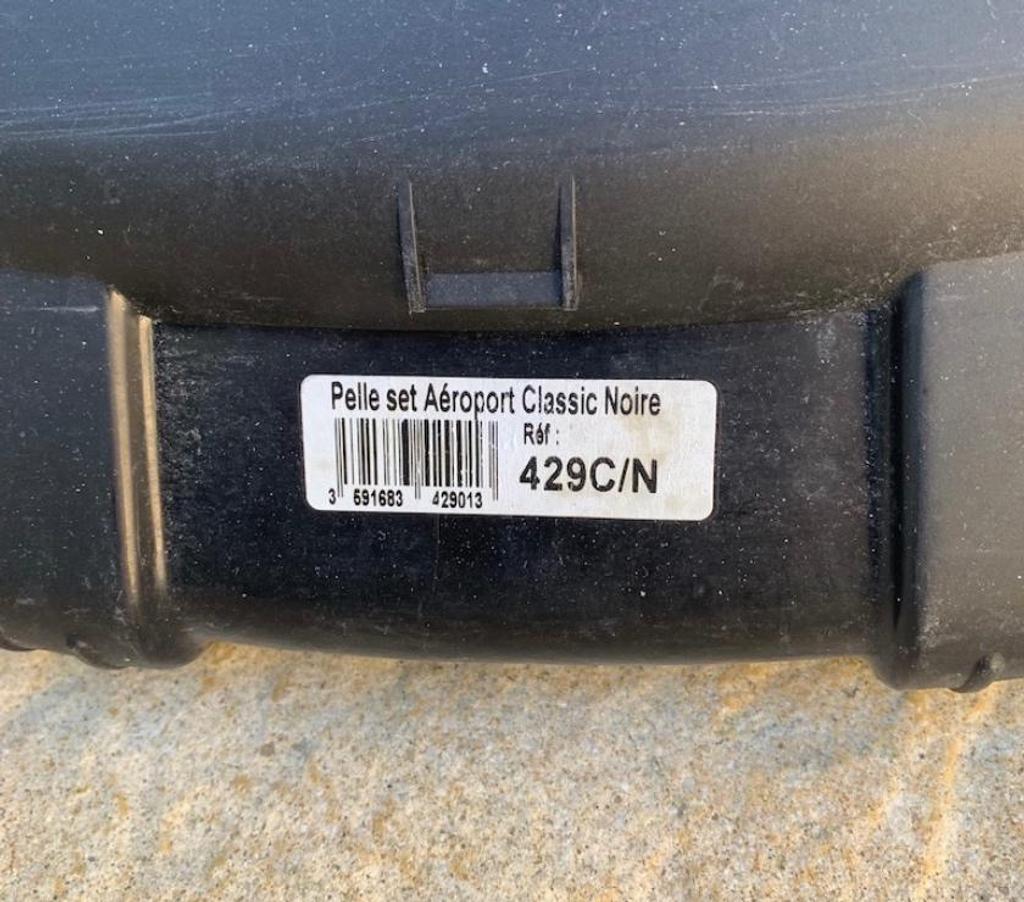 Pelle set Aéroport Classic Noire
Réf :
429C/N
3 591683 429013